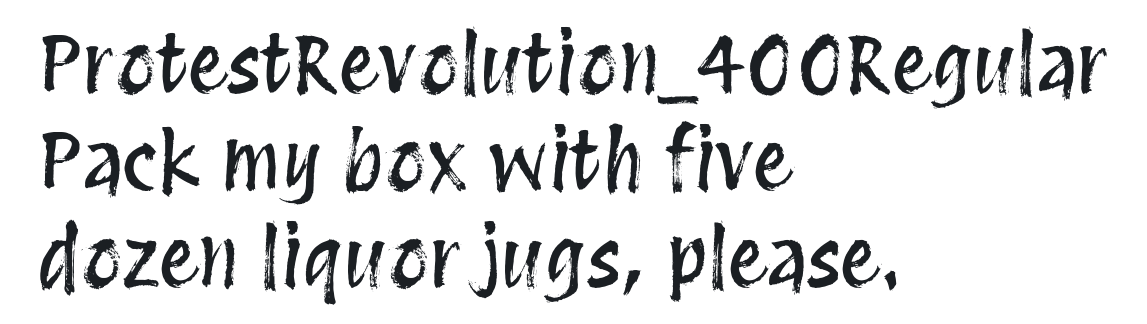 ProtestRevolution_400Regular
Pack my box with five
dozen liquor jugs, please.